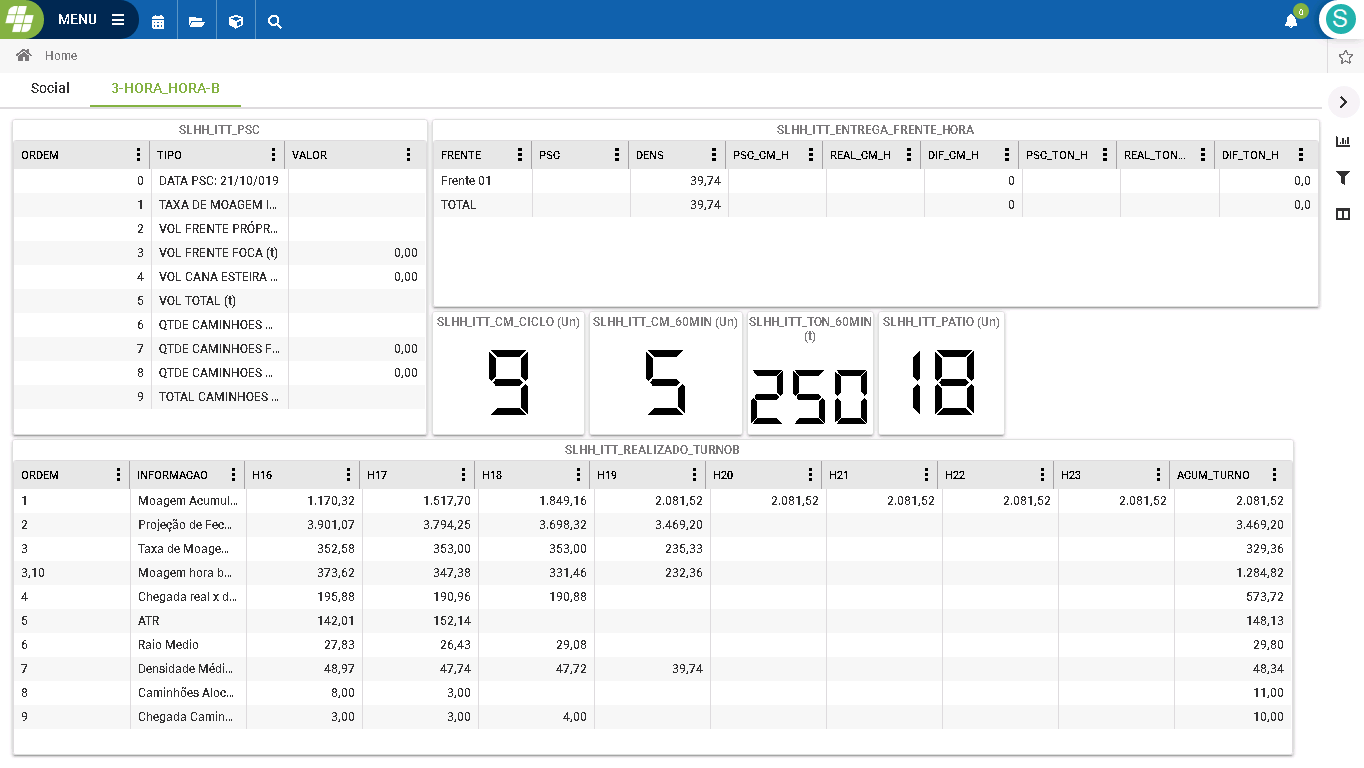 MENU
0
S
Home
Social 3-HORA_HORA-B
SLHH_ITT_PSC
ORDEM TIPO VALOR
0 DATA PSC: 21/10/019
1 TAXA DE MOAGEM I...
2 VOL FRENTE PRÓPR...
3 VOL FRENTE FOCA (t) 0,00
4 VOL CANA ESTEIRA ... 0,00
5 VOL TOTAL (t)
6 QTDE CAMINHOES ...
7 QTDE CAMINHOES F... 0,00
8 QTDE CAMINHOES ... 0,00
9 TOTAL CAMINHOES ...
SLHH_ITT_ENTREGA_FRENTE_HORA
FRENTE PSC DENS PSC_CM_H REAL_CM_H DIF_CM_H PSC_TON_H REAL_TON... DIF_TON_H
Frente 01 39,74 0 0,0
TOTAL 39,74 0 0,0
SLHH_ITT_CM_CICLO (Un)
9
SLHH_ITT_CM_60MIN (Un)
5
SLHH_ITT_TON_60MIN
(t)
250
SLHH_ITT_PATIO (Un)
18
SLHH_ITT_REALIZADO_TURNOB
ORDEM INFORMACAO H16 H17 H18 H19 H20 H21 H22 H23 AGUM_TURNO
1 Moagem Acumul... 1.170,32 1.517,70 1.849,16 2.081,52 2.081,52 2.081,52 2.081,52 2.081,52 2.081,52
2 Projeção de Fec... 3.901,07 3.794,25 3.698,32 3.469,20 3.469,20
3 Taxa de Moage... 352,58 353,00 353,00 235,33 329,36
3,10 Moagem hora b... 373,62 347,38 331,46 232,36 1.284,82
4 Chegada real x d... 195,88 190,96 190,88 573,72
5 ATR 142,01 152,14 148,13
6 Raio Medio 27,83 26,43 29,08 29,80
7 Densidade Médi... 48,97 47,74 47,72 39,74 48,34
8 Caminhões Aloc... 8,00 3,00 11,00
9 Chegada Camin... 3,00 3,00 4,00 10,00